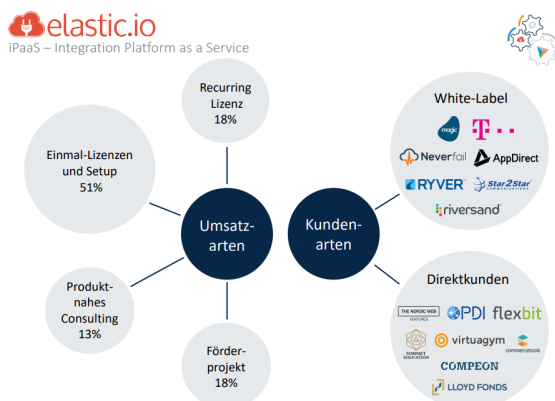 elastic.io
iPaaS – Integration Platform as a Service
Recurring
Lizenz
18%
Einmal-Lizenzen
und Setup
51%
Umsatz-
arten
Produkt-
nahes
Consulting
13%
Förder-
projekt
18%
Kunden-
arten
White-Label
magic
T
Neverfail
AppDirect
RYVER
Star2Star
COMMUNICATIONS
riversand
Direktkunden
THE NORDIC WEB
VENTURES
PDI
flexbit
SOMMET
EDUCATION
virtuagym
commercetools
COMPEON
LLOYD FONDS